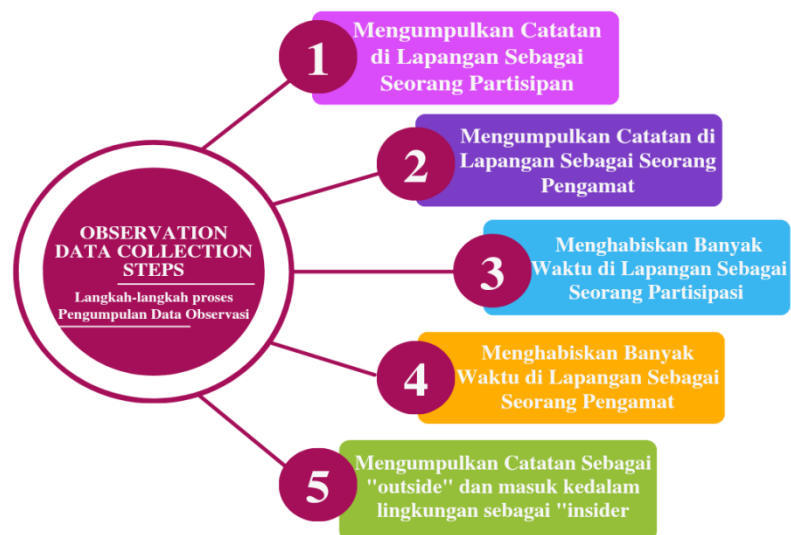 OBSERVATION
DATA COLLECTION
STEPS
Langkah-langkah proses
Pengumpulan Data Observasi
1
Mengumpulkan Catatan
di Lapangan Sebagai
Seorang Partisipan
2
Mengumpulkan Catatan di
Lapangan Sebagai Seorang
Pengamat
3
Menghabiskan Banyak
Waktu di Lapangan Sebagai
Seorang Partisipasi
4
Menghabiskan Banyak
Waktu di Lapangan Sebagai
Seorang Pengamat
5
Mengumpulkan Catatan Sebagai
"outside" dan masuk kedalam
lingkungan sebagai "insider